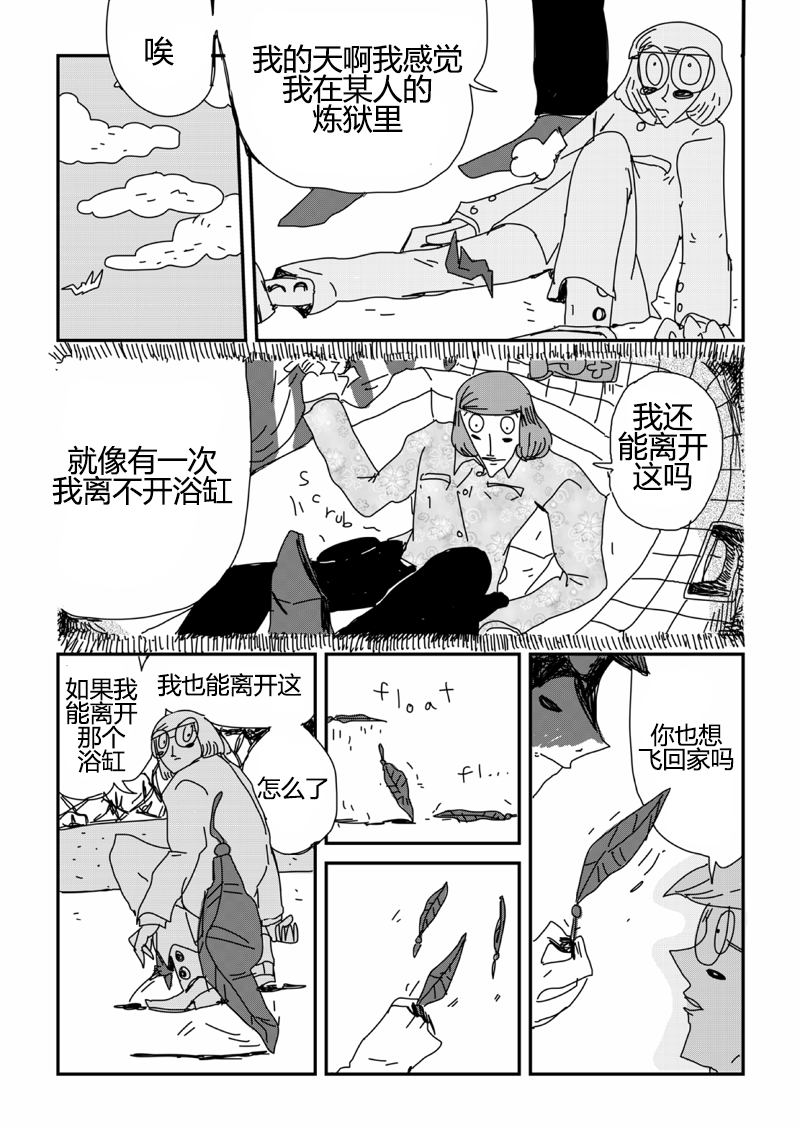 唉
我的天啊我感觉
我在某人的
炼狱里
就像有一次
我离不开浴缸
scrub~
我还
能离开
这吗
如果我
能离开
那个
浴缸
我也能离开这
怎么了
float
fl...
你也想
飞回家吗